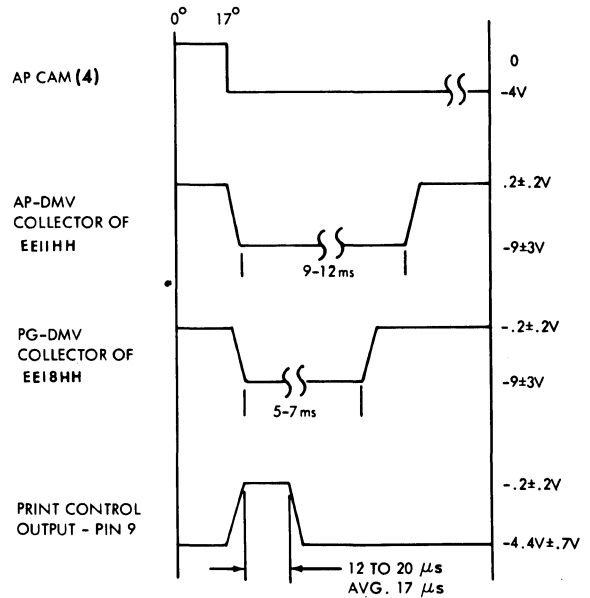 0° 17°
AP CAM (4)
0
-4V
AP-DMV
COLLECTOR OF
EE11HH
.2±.2V
-9±3V
9-12ms
PG-DMV
COLLECTOR OF
EE18HH
-.2±.2V
-9±3V
5-7ms
PRINT CONTROL
OUTPUT - PIN 9
-.2±.2V
-4.4V±.7V
12 TO 20 µs
AVG. 17 µs